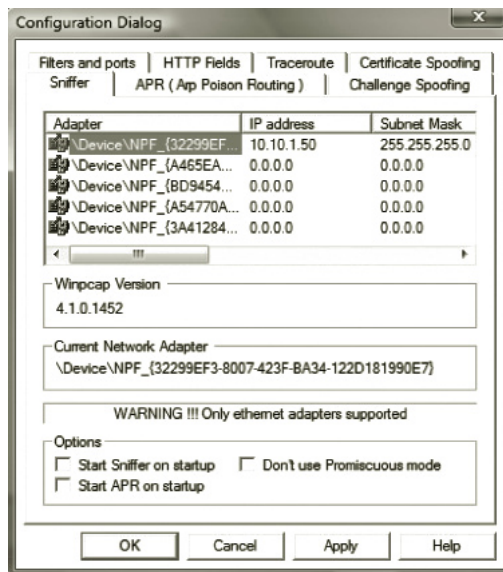 Configuration Dialog
Filters and ports | HTTP Fields | Traceroute | Certificate Spoofing
Sniffer | APR ( Arp Poison Routing ) | Challenge Spoofing
Adapter IP address Subnet Mask
\Device\NPF_{32299EF... 10.10.1.50 255.255.255.0
\Device\NPF_{A465EA... 0.0.0.0 0.0.0.0
\Device\NPF_{BD9454... 0.0.0.0 0.0.0.0
\Device\NPF_{A54770A... 0.0.0.0 0.0.0.0
\Device\NPF_{3A41284... 0.0.0.0 0.0.0.0
Winpcap Version
4.1.0.1452
Current Network Adapter
\Device\NPF_{32299EF3-8007-423F-BA34-122D181990E7}
WARNING !!! Only ethernet adapters supported
Options
Start Sniffer on startup Don't use Promiscuous mode
Start APR on startup
OK Cancel Apply Help